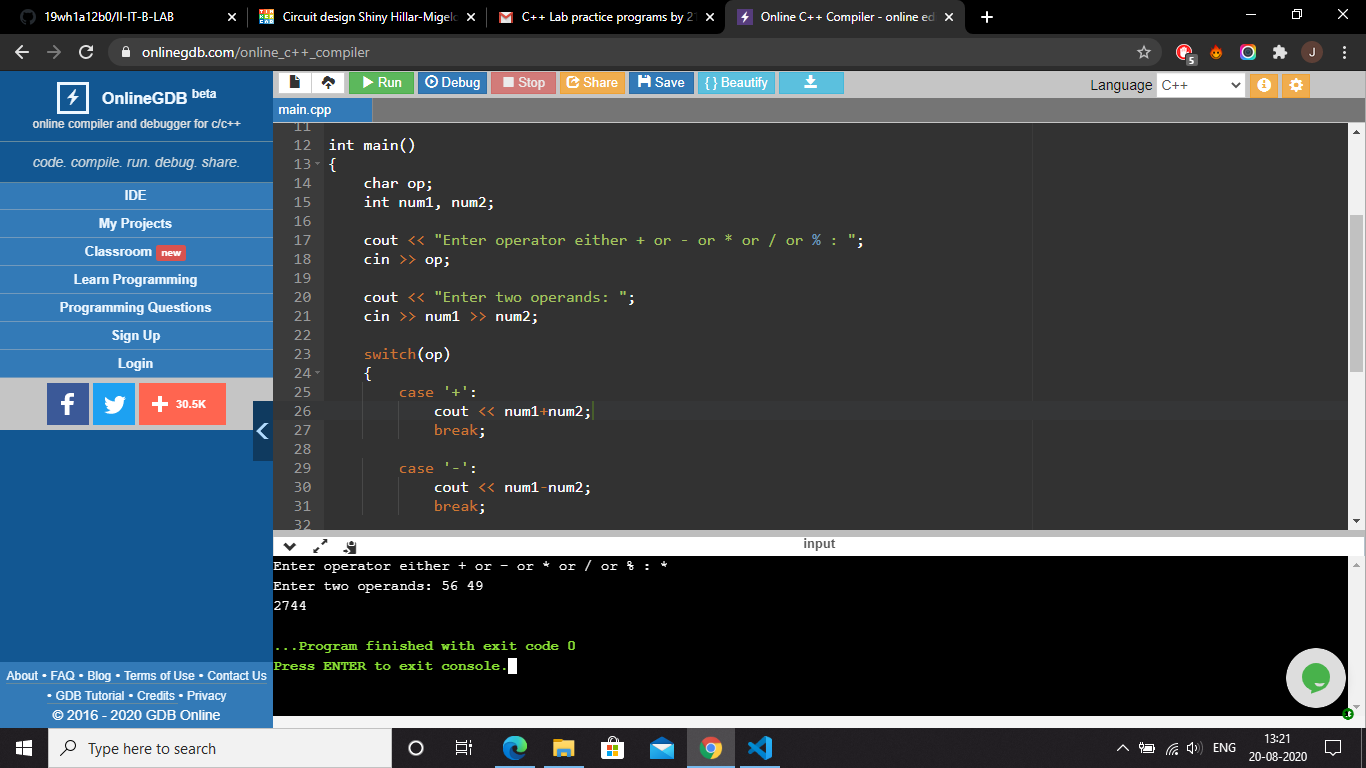 19wh1a12b0/II-IT-B-LAB
Circuit design Shiny Hillar-Migelo
C++ Lab practice programs by 21
Online C++ Compiler - online ed
onlinegdb.com/online_c++_compiler
5
J
OnlineGDB beta
online compiler and debugger for c/c++
code. compile. run. debug. share.
IDE
My Projects
Classroom new
Learn Programming
Programming Questions
Sign Up
Login
30.5K
About • FAQ • Blog • Terms of Use • Contact Us
• GDB Tutorial • Credits • Privacy
© 2016 - 2020 GDB Online
Run Debug Stop Share Save { } Beautify
Language C++
main.cpp
11
12 int main()
13 {
14 char op;
15 int num1, num2;
16
17 cout << "Enter operator either + or - or * or / or % : ";
18 cin >> op;
19
20 cout << "Enter two operands: ";
21 cin >> num1 >> num2;
22
23 switch(op)
24 {
25 case '+':
26 cout << num1+num2;
27 break;
28
29 case '-':
30 cout << num1-num2;
31 break;
32
input
Enter operator either + or - or * or / or % : *
Enter two operands: 56 49
2744
...Program finished with exit code 0
Press ENTER to exit console.
Type here to search
ENG
13:21
20-08-2020